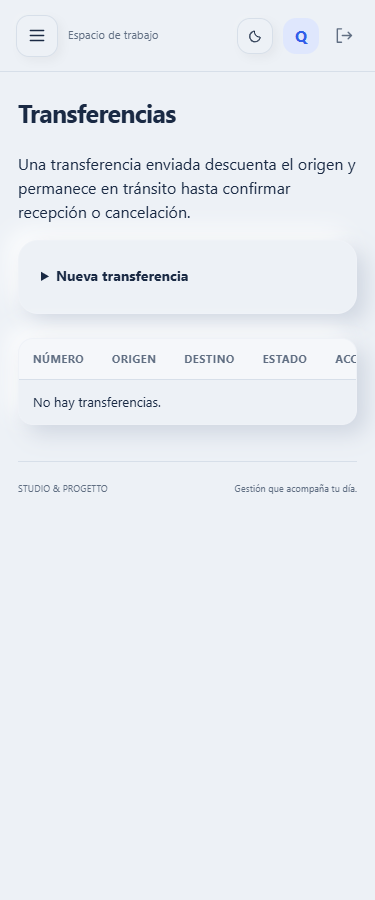 Espacio de trabajo
Q
Transferencias
Una transferencia enviada descuenta el origen y
permanece en tránsito hasta confirmar
recepción o cancelación.
Nueva transferencia
NÚMERO ORIGEN DESTINO ESTADO ACC
No hay transferencias.
STUDIO & PROGETTO Gestión que acompaña tu día.